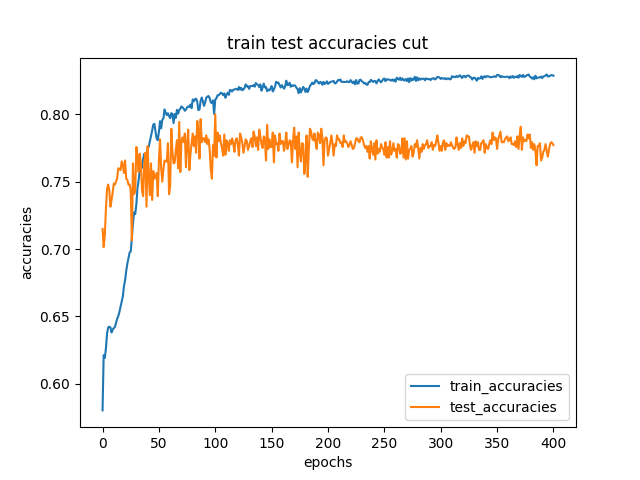 train test accuracies cut
accuracies
0.80
0.75
0.70
0.65
0.60
train_accuracies
test_accuracies
0 50 100 150 200 250 300 350 400
epochs